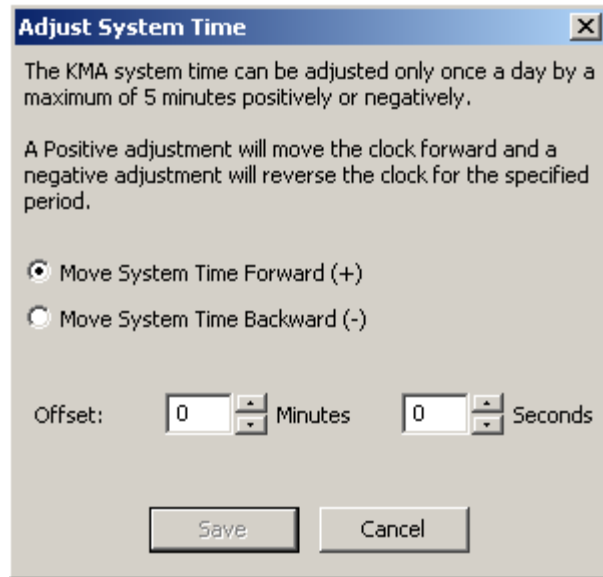 Adjust System Time
The KMA system time can be adjusted only once a day by a
maximum of 5 minutes positively or negatively.
A Positive adjustment will move the clock forward and a
negative adjustment will reverse the clock for the specified
period.
Move System Time Forward (+)
Move System Time Backward (-)
Offset: 0 Minutes 0 Seconds
Save Cancel